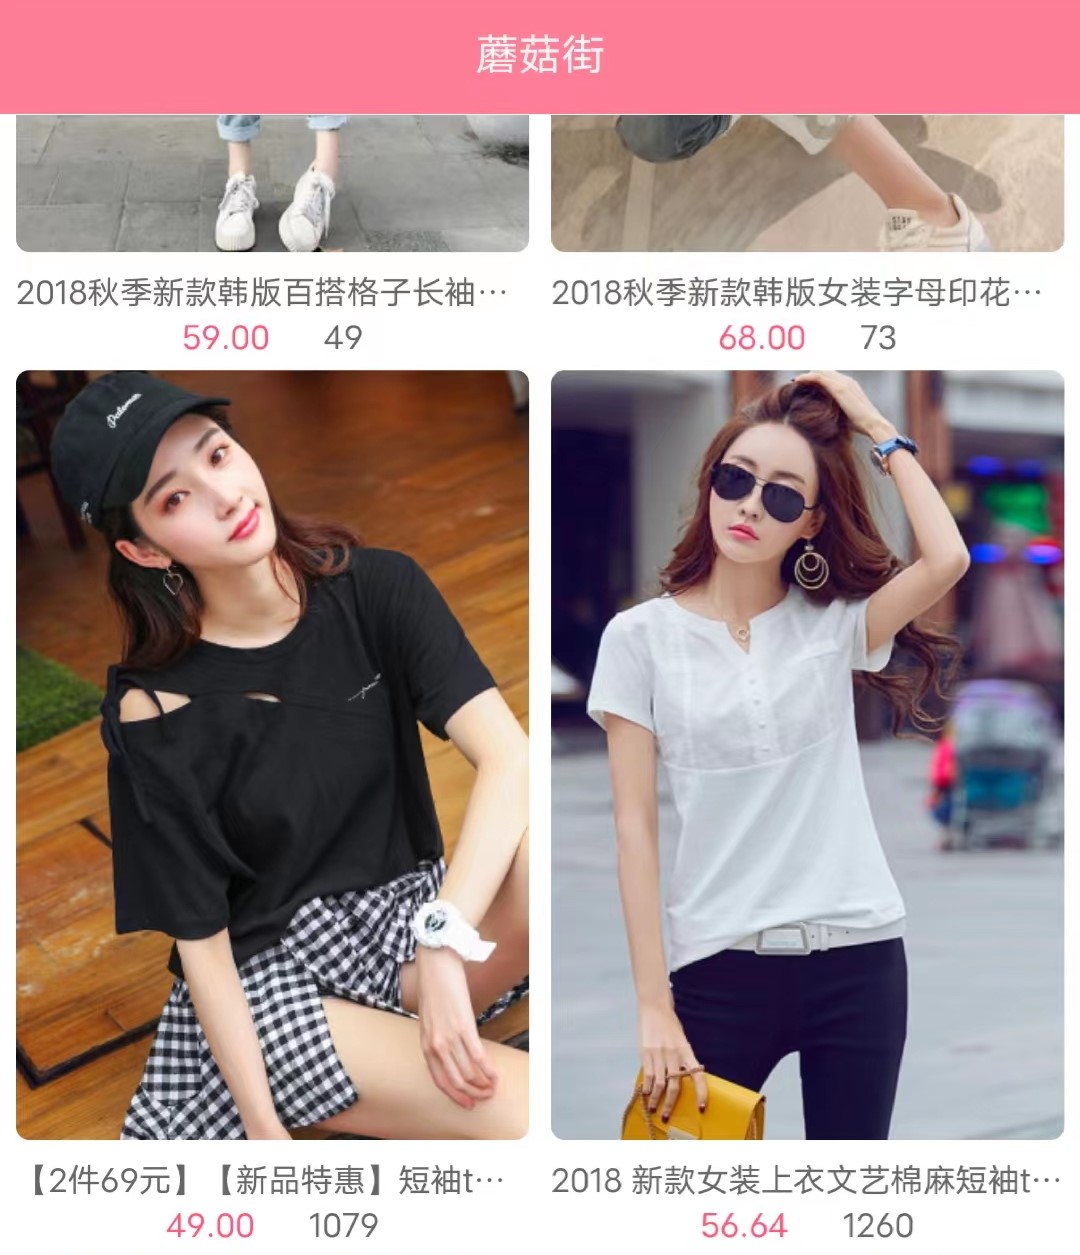 蘑菇街
2018秋季新款韩版百搭格子长袖…
59.00 49
2018秋季新款韩版女装字母印花…
68.00 73
【2件69元】【新品特惠】短袖t…
49.00 1079
2018 新款女装上衣文艺棉麻短袖t…
56.64 1260